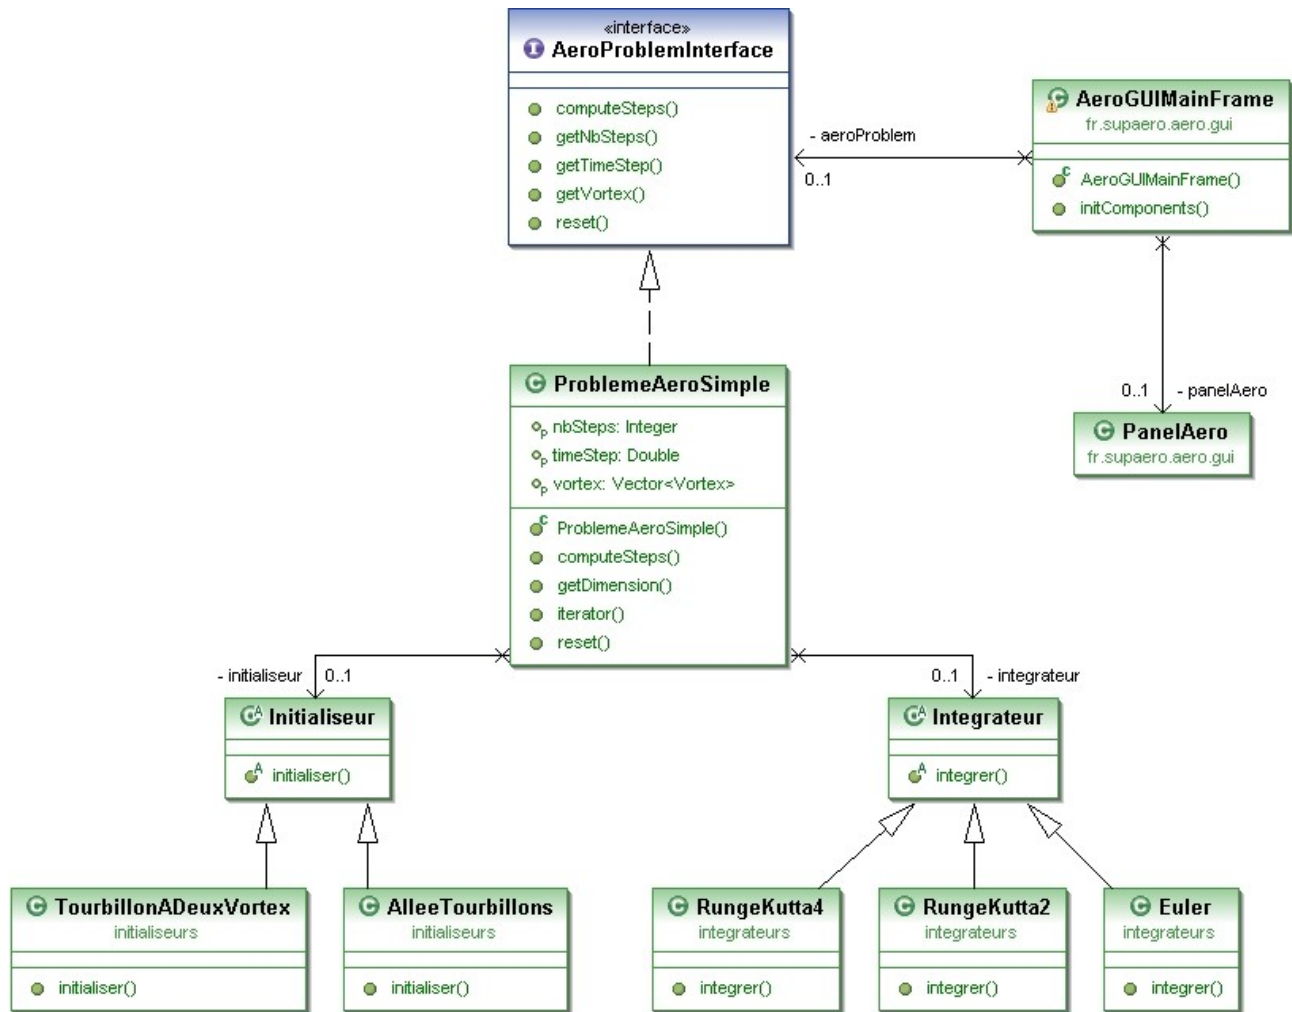 «interface»
AeroProblemInterface
computeSteps()
getNbSteps()
getTimeStep()
getVortex()
reset()
- aeroProblem
0..1
AeroGUIMainFrame
fr.supaero.aero.gui
AeroGUIMainFrame()
initComponents()
0..1 - panelAero
PanelAero
fr.supaero.aero.gui
ProblemeAeroSimple
nbSteps: Integer
timeStep: Double
vortex: Vector<Vortex>
ProblemeAeroSimple()
computeSteps()
getDimension()
iterator()
reset()
- initialiseur 0..1
0..1 - integrateur
Initialiseur
initialiser()
Integrateur
integrer()
TourbillonADeuxVortex
initialiseurs
initialiser()
AlleeTourbillons
initialiseurs
initialiser()
RungeKutta4
integrateurs
integrer()
RungeKutta2
integrateurs
integrer()
Euler
integrateurs
integrer()